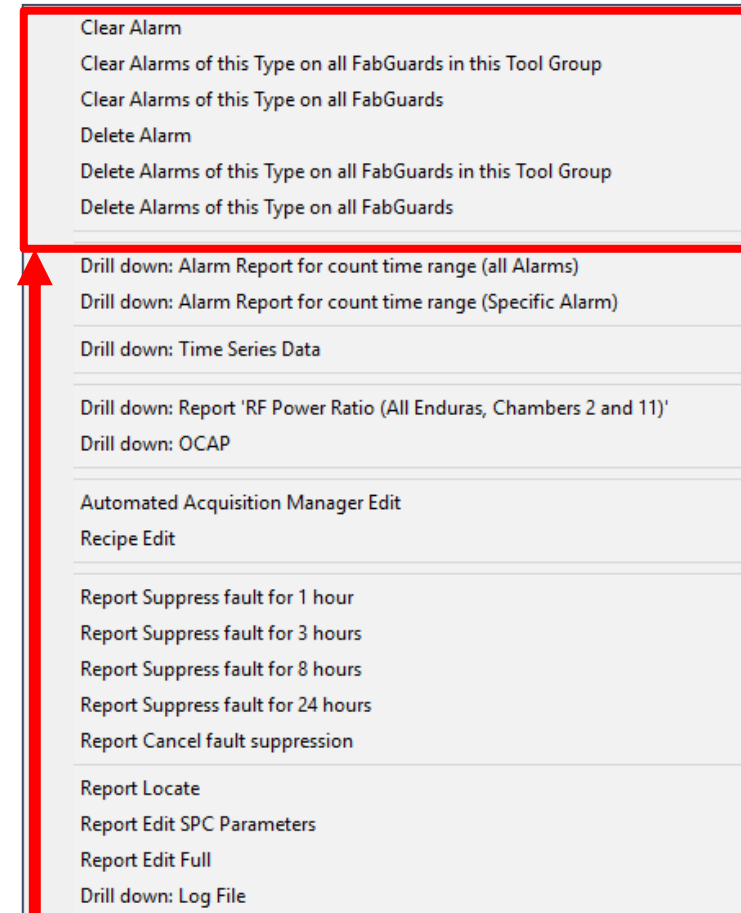 Clear Alarm
Clear Alarms of this Type on all FabGuards in this Tool Group
Clear Alarms of this Type on all FabGuards
Delete Alarm
Delete Alarms of this Type on all FabGuards in this Tool Group
Delete Alarms of this Type on all FabGuards
Drill down: Alarm Report for count time range (all Alarms)
Drill down: Alarm Report for count time range (Specific Alarm)
Drill down: Time Series Data
Drill down: Report 'RF Power Ratio (All Enduras, Chambers 2 and 11)'
Drill down: OCAP
Automated Acquisition Manager Edit
Recipe Edit
Report Suppress fault for 1 hour
Report Suppress fault for 3 hours
Report Suppress fault for 8 hours
Report Suppress fault for 24 hours
Report Cancel fault suppression
Report Locate
Report Edit SPC Parameters
Report Edit Full
Drill down: Log File